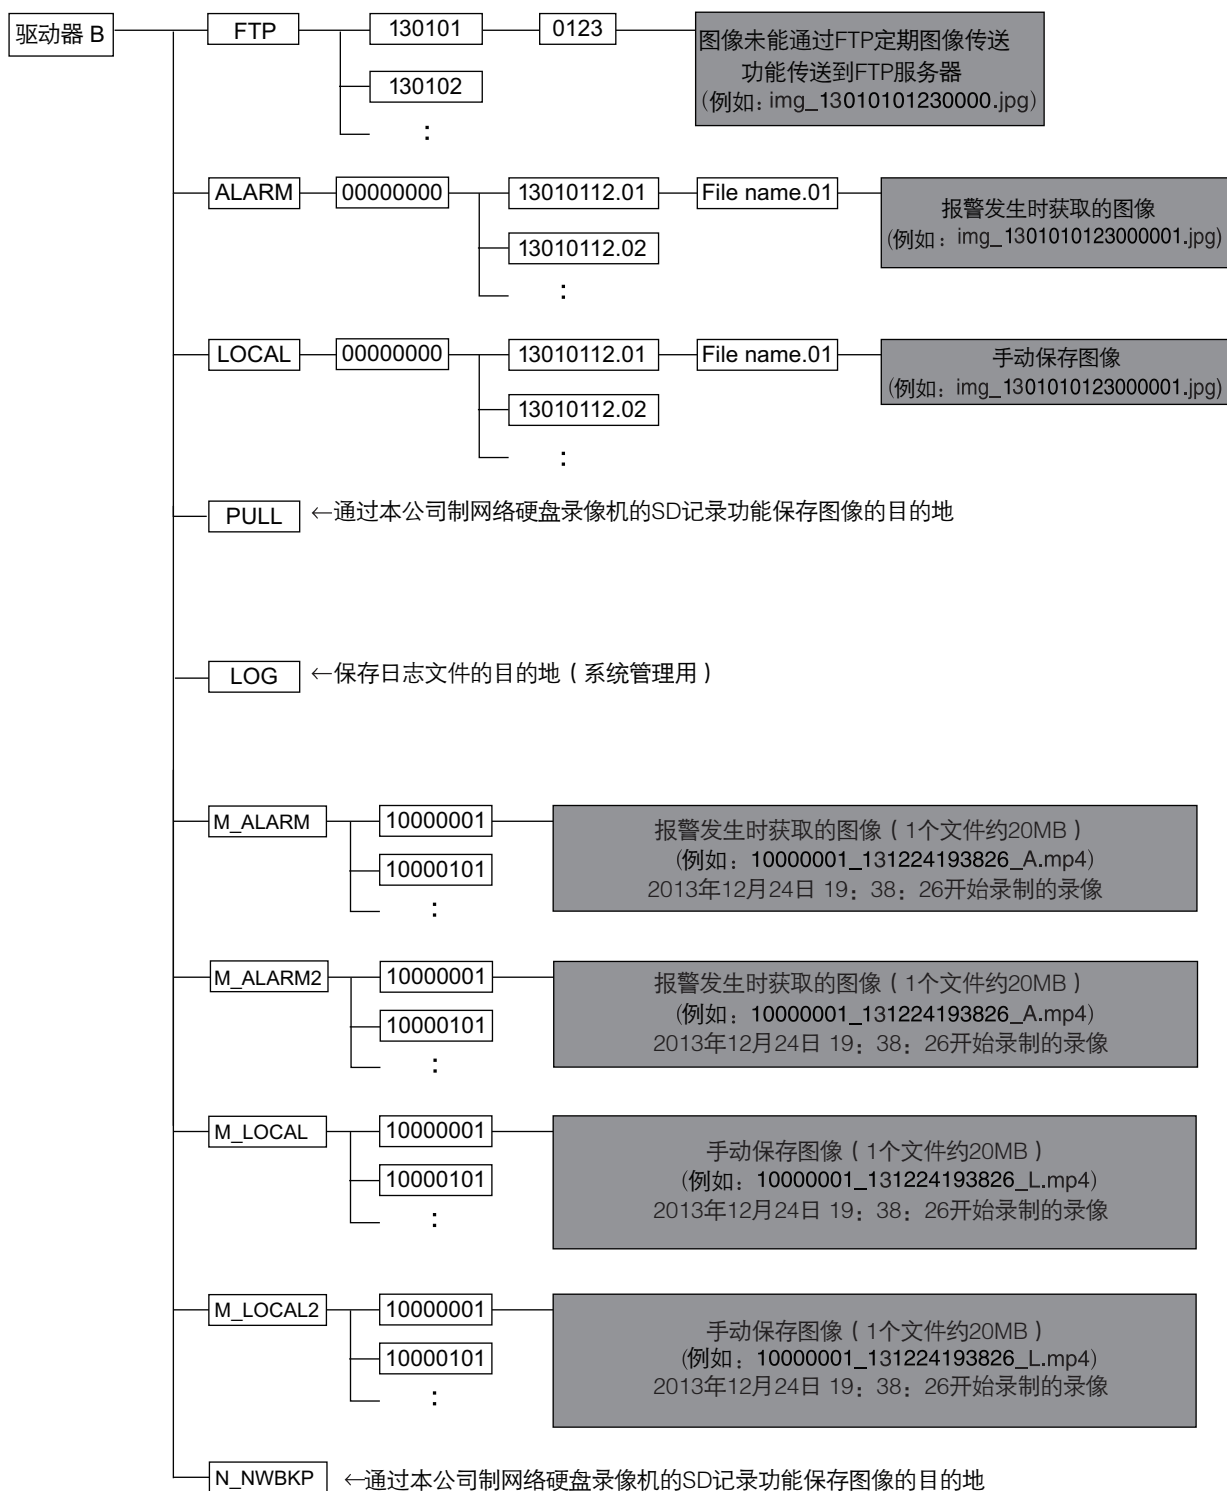 驱动器 B
FTP
130101
0123
图像未能通过FTP定期图像传送
功能传送到FTP服务器
(例如：img_13010101230000.jpg)
130102
:
ALARM
00000000
13010112.01
File name.01
报警发生时获取的图像
(例如：img_1301010123000001.jpg)
13010112.02
:
LOCAL
00000000
13010112.01
File name.01
手动保存图像
(例如：img_1301010123000001.jpg)
13010112.02
:
PULL ←通过本公司制网络硬盘录像机的SD记录功能保存图像的目的地
LOG ←保存日志文件的目的地（系统管理用）
M_ALARM
10000001
报警发生时获取的图像（1个文件约20MB）
(例如：10000001_131224193826_A.mp4)
2013年12月24日 19：38：26开始录制的录像
10000101
:
M_ALARM2
10000001
报警发生时获取的图像（1个文件约20MB）
(例如：10000001_131224193826_A.mp4)
2013年12月24日 19：38：26开始录制的录像
10000101
:
M_LOCAL
10000001
手动保存图像（1个文件约20MB）
(例如：10000001_131224193826_L.mp4)
2013年12月24日 19：38：26开始录制的录像
10000101
:
M_LOCAL2
10000001
手动保存图像（1个文件约20MB）
(例如：10000001_131224193826_L.mp4)
2013年12月24日 19：38：26开始录制的录像
10000101
:
N_NWBKP ←通过本公司制网络硬盘录像机的SD记录功能保存图像的目的地